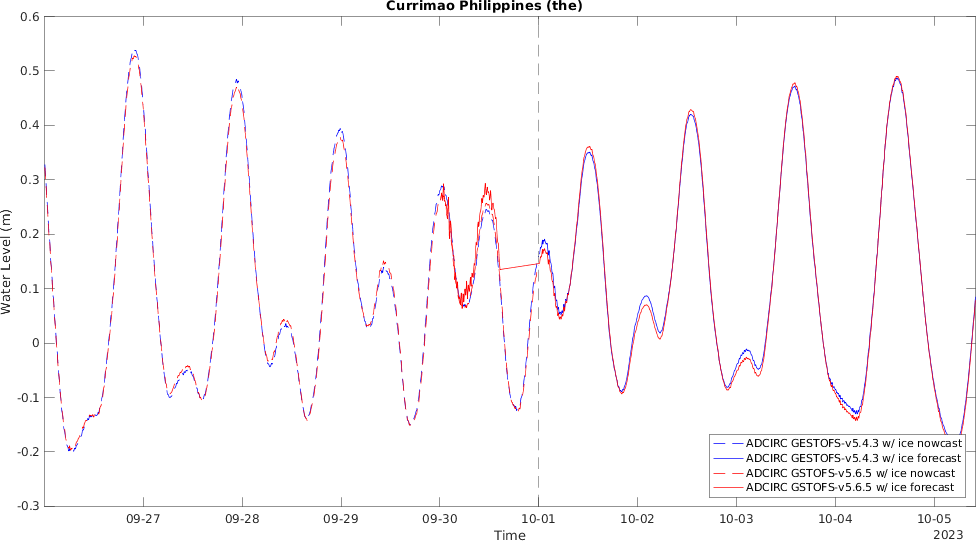 Currimao Philippines (the)
0.6
0.5
0.4
0.3
0.2
0.1
0
-0.1
-0.2
-0.3
Water Level (m)
09-27 09-28 09-29 09-30 10-01 10-02 10-03 10-04 10-05
Time
2023
ADCIRC GESTOFS-v5.4.3 w/ ice nowcast
ADCIRC GESTOFS-v5.4.3 w/ ice forecast
ADCIRC GSTOFS-v5.6.5 w/ ice nowcast
ADCIRC GSTOFS-v5.6.5 w/ ice forecast